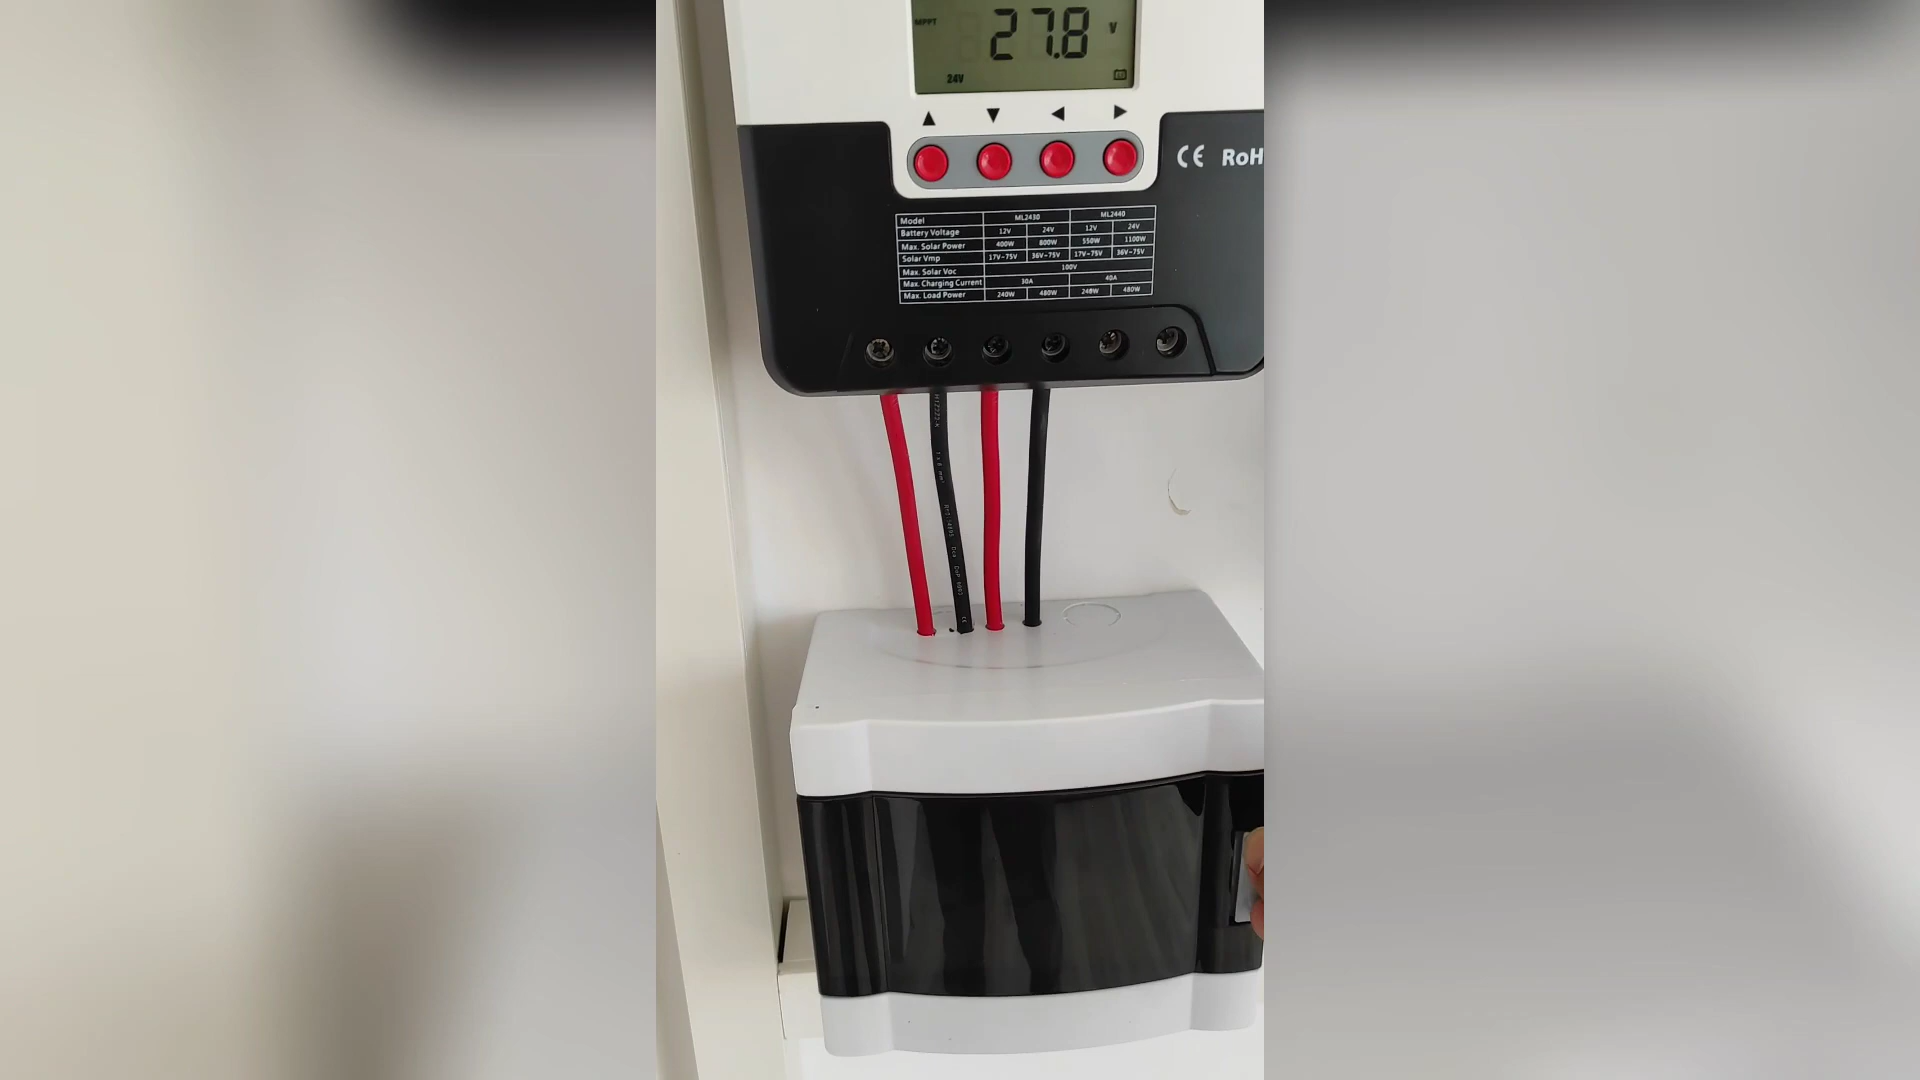 MPPT
27.8 V
24V
CE RoH
Model ML2430 ML2440
Battery Voltage 12V 24V 12V 24V
Max. Solar Power 400W 800W 550W 1100W
Solar Vmp 17V~75V 36V~75V 17V~75V 36V~75V
Max. Solar Voc 100V
Max. Charging Current 30A 40A
Max. Load Power 240W 480W 240W 480W